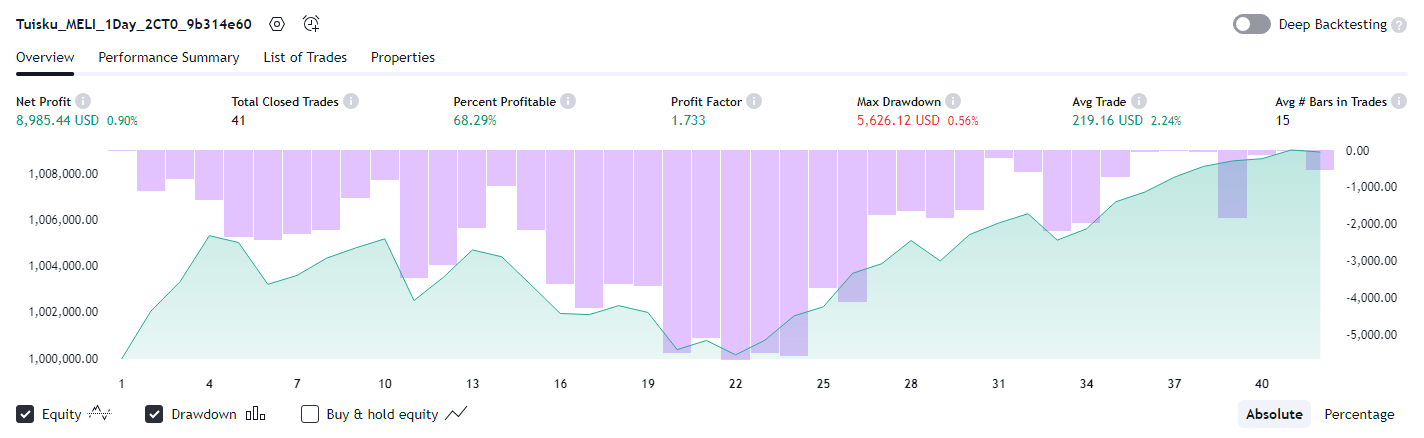 Tuisku_MELI_1Day_2CT0_9b314e60
Deep Backtesting ?
Overview Performance Summary List of Trades Properties
Net Profit i Total Closed Trades i Percent Profitable i Profit Factor i Max Drawdown i Avg Trade i Avg # Bars in Trades i
8,985.44 USD 0.90% 41 68.29% 1.733 5,626.12 USD 0.56% 219.16 USD 2.24% 15
1,008,000.00
1,006,000.00
1,004,000.00
1,002,000.00
1,000,000.00
0.00
-1,000.00
-2,000.00
-3,000.00
-4,000.00
-5,000.00
1 4 7 10 13 16 19 22 25 28 31 34 37 40
Equity Drawdown Buy & hold equity Absolute Percentage